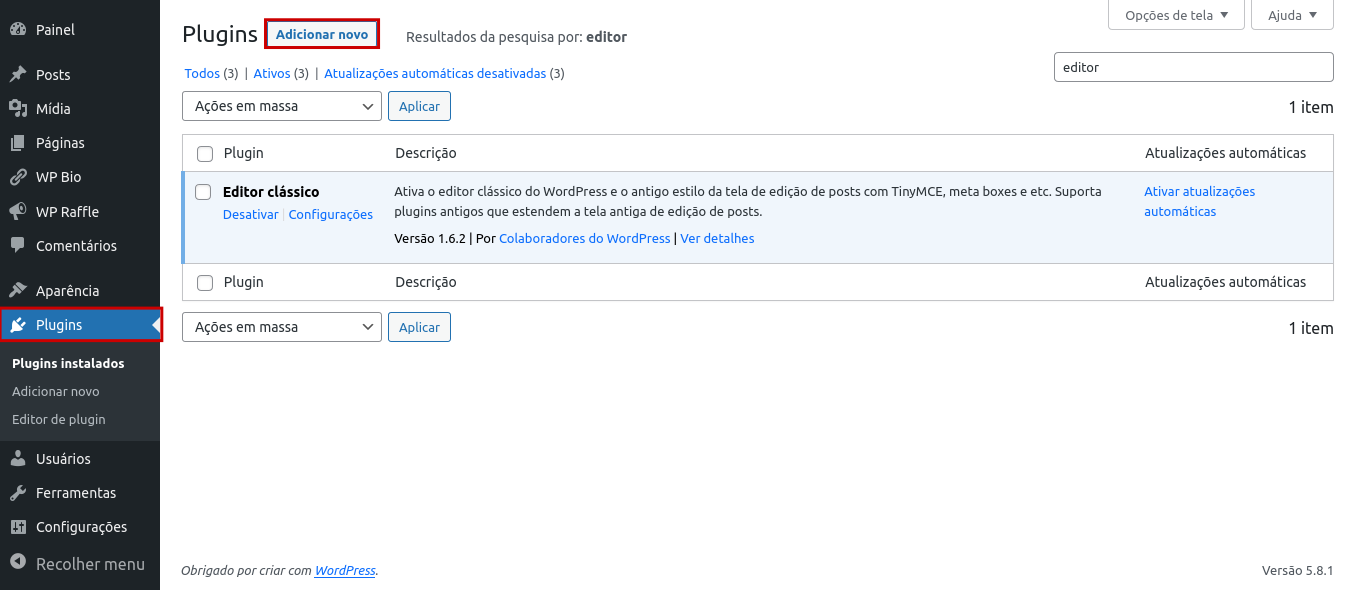 Painel
Posts
Mídia
Páginas
WP Bio
WP Raffle
Comentários
Aparência
Plugins
Plugins instalados
Adicionar novo
Editor de plugin
Usuários
Ferramentas
Configurações
Recolher menu
Opções de tela
Ajuda
Plugins Adicionar novo Resultados da pesquisa por: editor
Todos (3) | Ativos (3) | Atualizações automáticas desativadas (3)
editor
Ações em massa Aplicar
1 item
Plugin Descrição Atualizações automáticas
Editor clássico
Desativar | Configurações
Ativa o editor clássico do WordPress e o antigo estilo da tela de edição de posts com TinyMCE, meta boxes e etc. Suporta
plugins antigos que estendem a tela antiga de edição de posts.
Versão 1.6.2 | Por Colaboradores do WordPress | Ver detalhes
Ativar atualizações
automáticas
Plugin Descrição Atualizações automáticas
Ações em massa Aplicar
1 item
Obrigado por criar com WordPress.
Versão 5.8.1